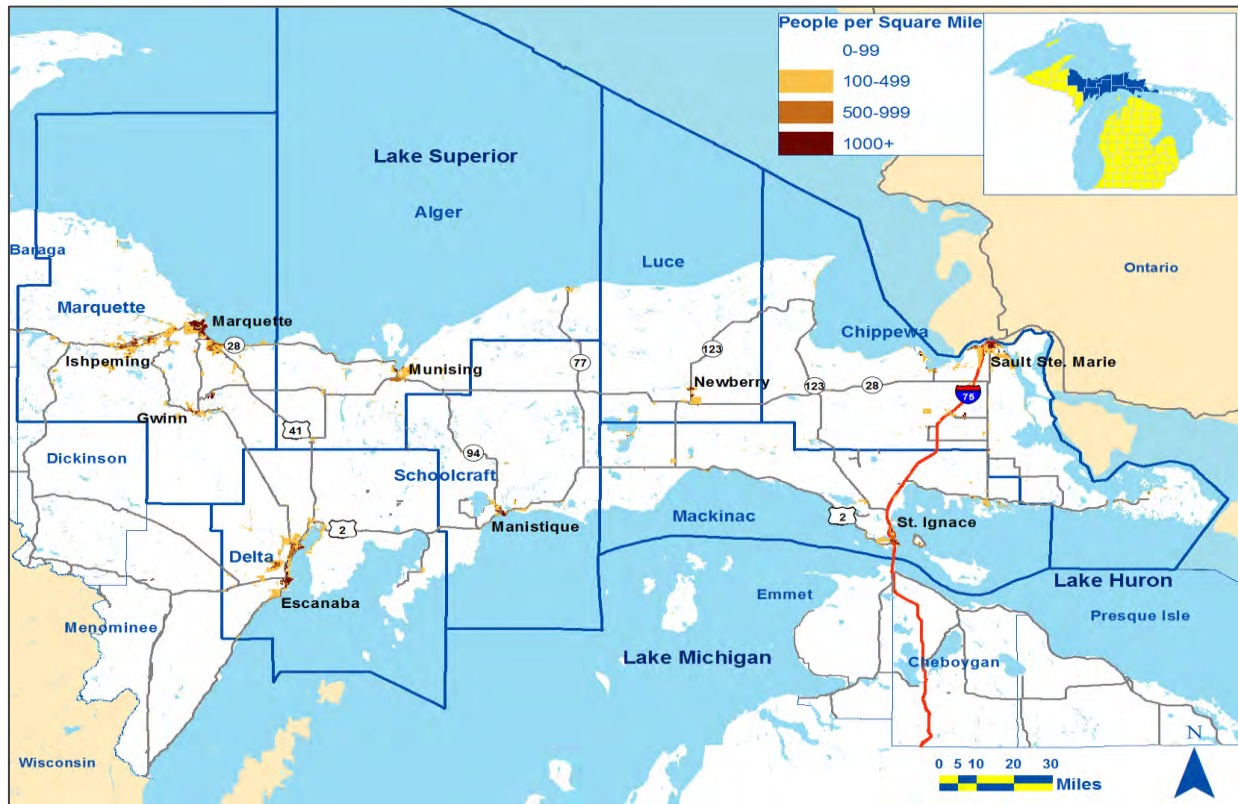 People per Square Mile
0-99
100-499
500-999
1000+
Lake Superior
Alger
Baraga
Luce
Ontario
Marquette
Marquette
28
Chippewa
Ishpeming
Munising
77
123
Newberry
123
28
Sault Ste. Marie
75
Gwinn
41
94
Dickinson
Schoolcraft
Manistique
2
Mackinac
2
St. Ignace
Delta
Escanaba
Emmet
Lake Huron
Presque Isle
Menominee
Lake Michigan
Cheboygan
Wisconsin
N
0 5 10 20 30
Miles